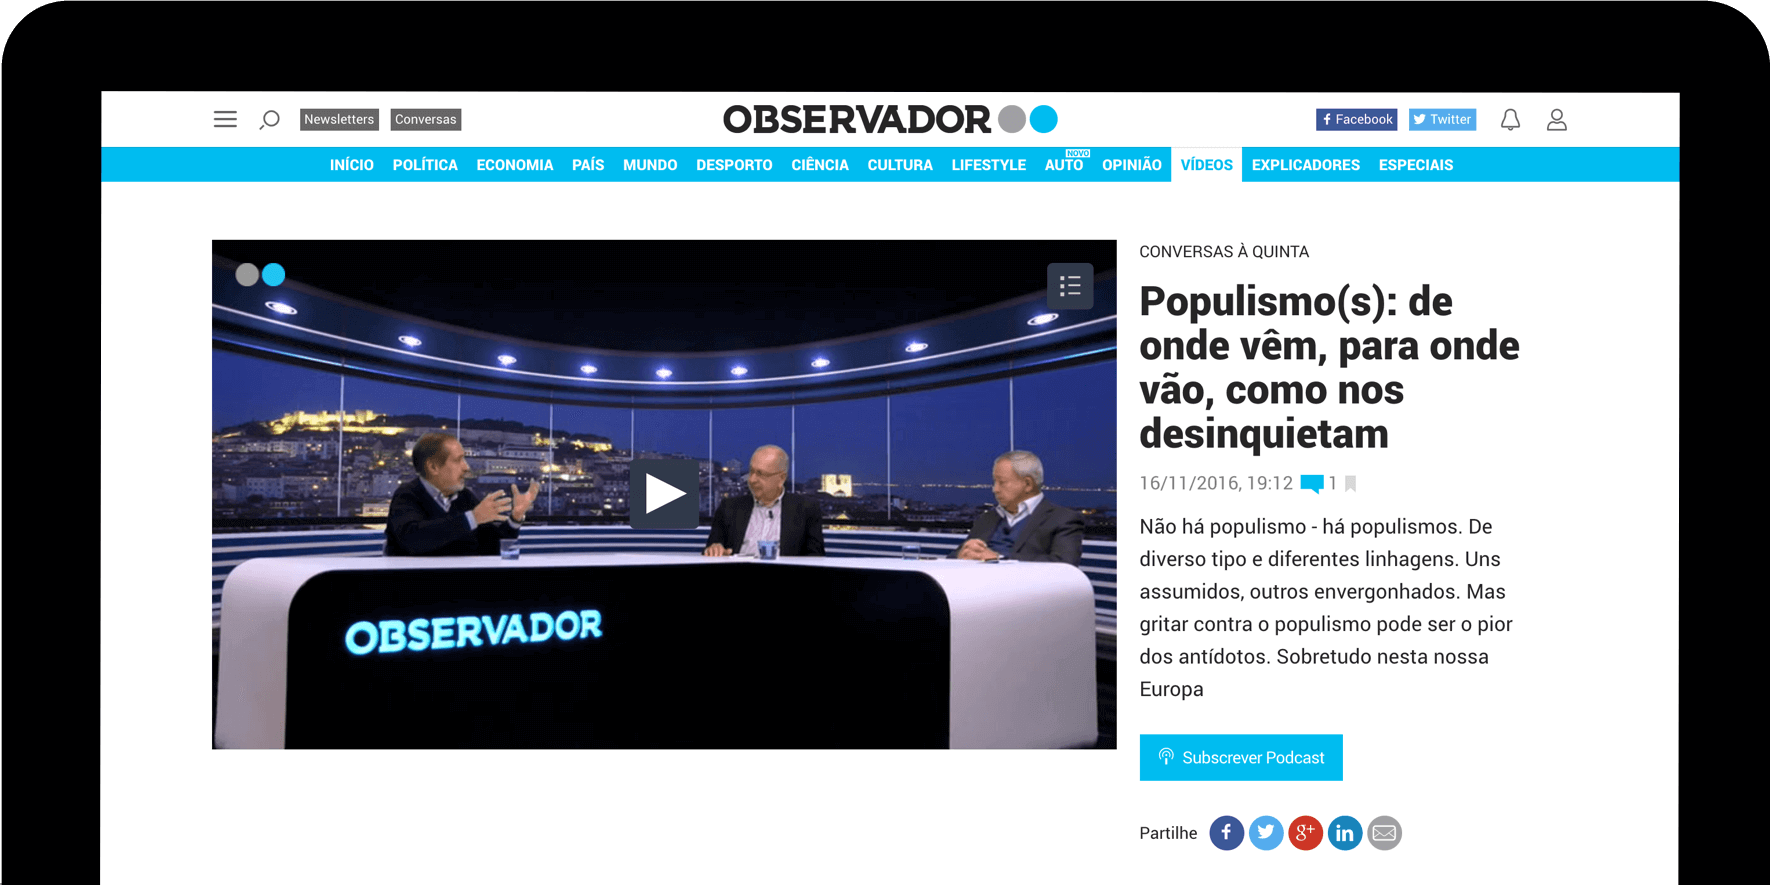 Newsletters Conversas OBSERVADOR Facebook Twitter
NOVO
INÍCIO POLÍTICA ECONOMIA PAÍS MUNDO DESPORTO CIÊNCIA CULTURA LIFESTYLE AUTO OPINIÃO VÍDEOS EXPLICADORES ESPECIAIS
OBSERVADOR
CONVERSAS À QUINTA
Populismo(s): de
onde vêm, para onde
vão, como nos
desinquietam
16/11/2016, 19:12 1
Não há populismo - há populismos. De
diverso tipo e diferentes linhagens. Uns
assumidos, outros envergonhados. Mas
gritar contra o populismo pode ser o pior
dos antídotos. Sobretudo nesta nossa
Europa
Subscrever Podcast
Partilhe